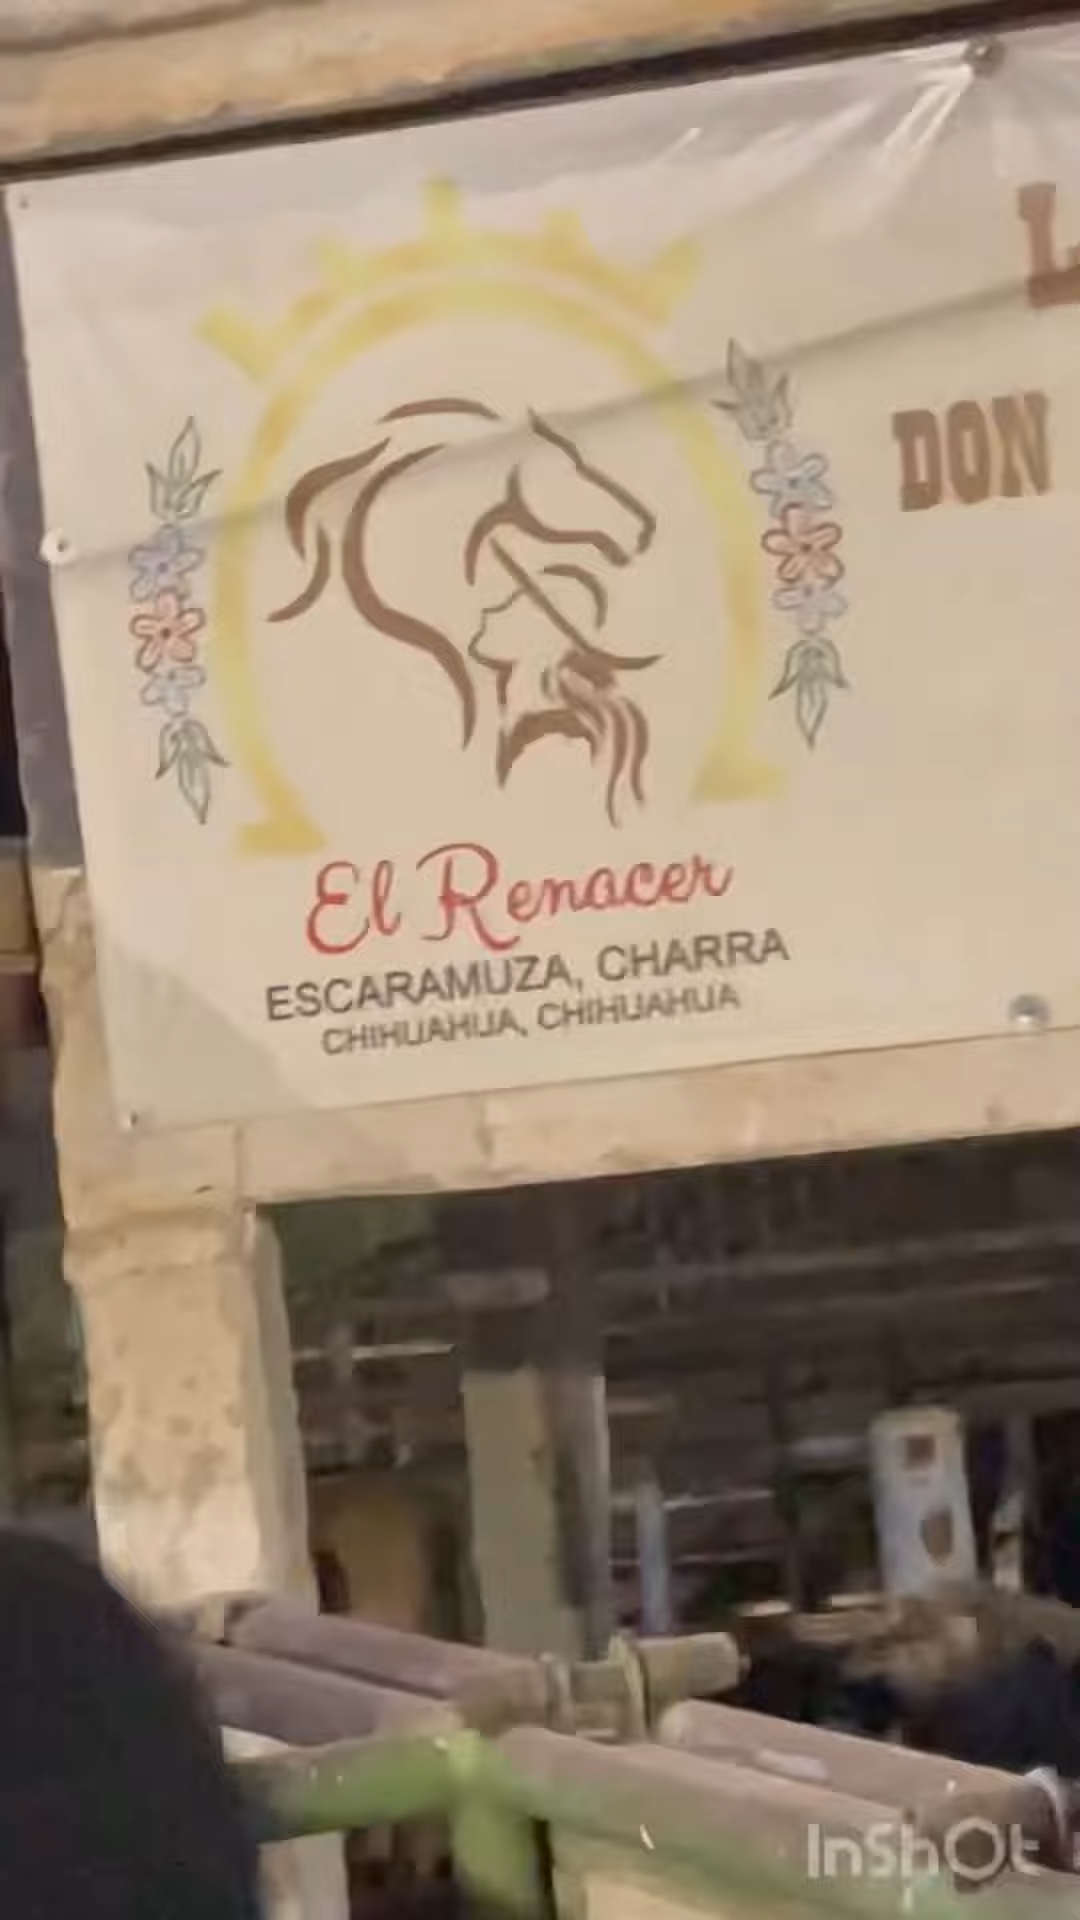 DON
El Renacer
ESCARAMUZA, CHARRA
CHIHUAHUA, CHIHUAHUA
InShOt